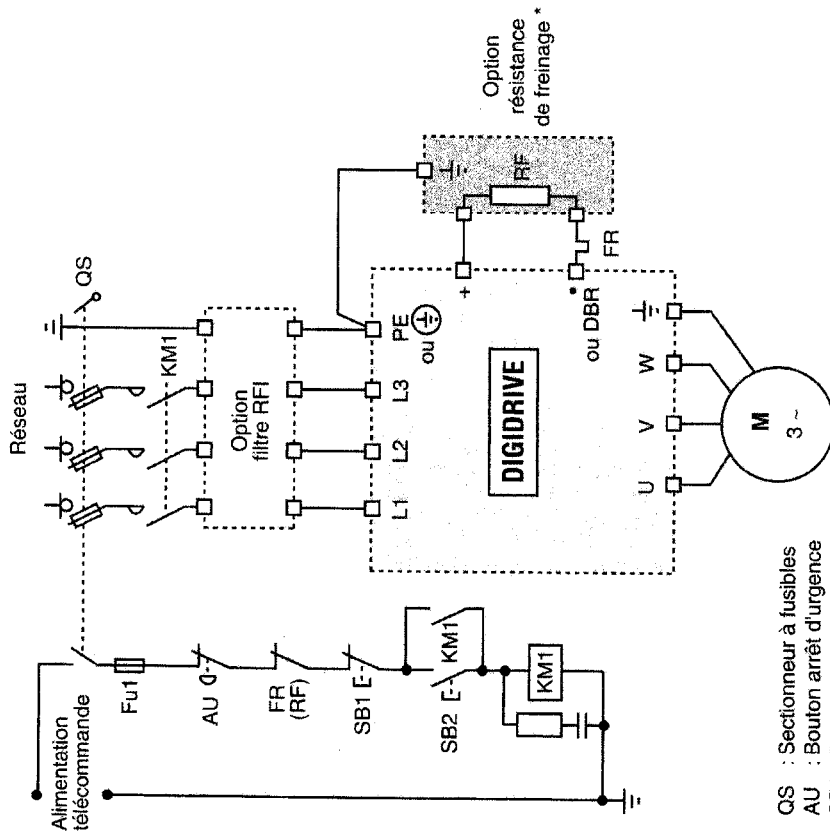 Réseau
QS
KM1
Option
filtre RFI
L1
L2
L3
PE
ou
Option
résistance
de freinage *
RF
+
FR
ou DBR
DIGIDRIVE
U
V
W
M
3 ~
Alimentation
télécommande
Fu1
AU
FR
(RF)
SB1
SB2
KM1
KM1
QS : Sectionneur à fusibles
AU : Bouton arrêt d'urgence